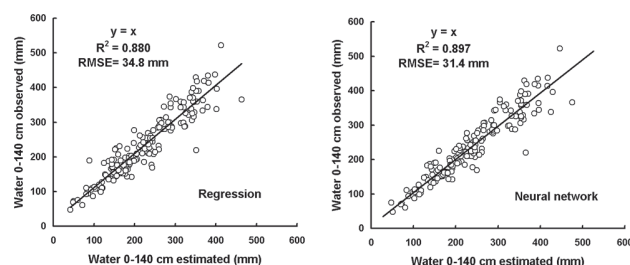 600
500
400
300
200
100
0
0 100 200 300 400 500 600
Water 0-140 cm observed (mm)
Water 0-140 cm estimated (mm)
y = x
R² = 0.880
RMSE= 34.8 mm
Regression
600
500
400
300
200
100
0
0 100 200 300 400 500 600
Water 0-140 cm observed (mm)
Water 0-140 cm estimated (mm)
y = x
R² = 0.897
RMSE= 31.4 mm
Neural network